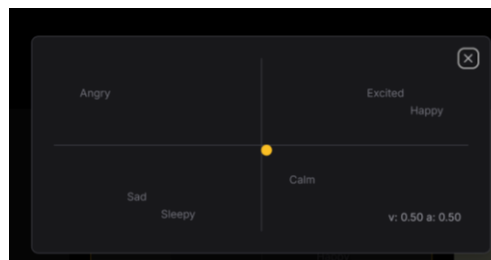 Angry
Excited
Happy
Calm
Sad
Sleepy
v: 0.50 a: 0.50